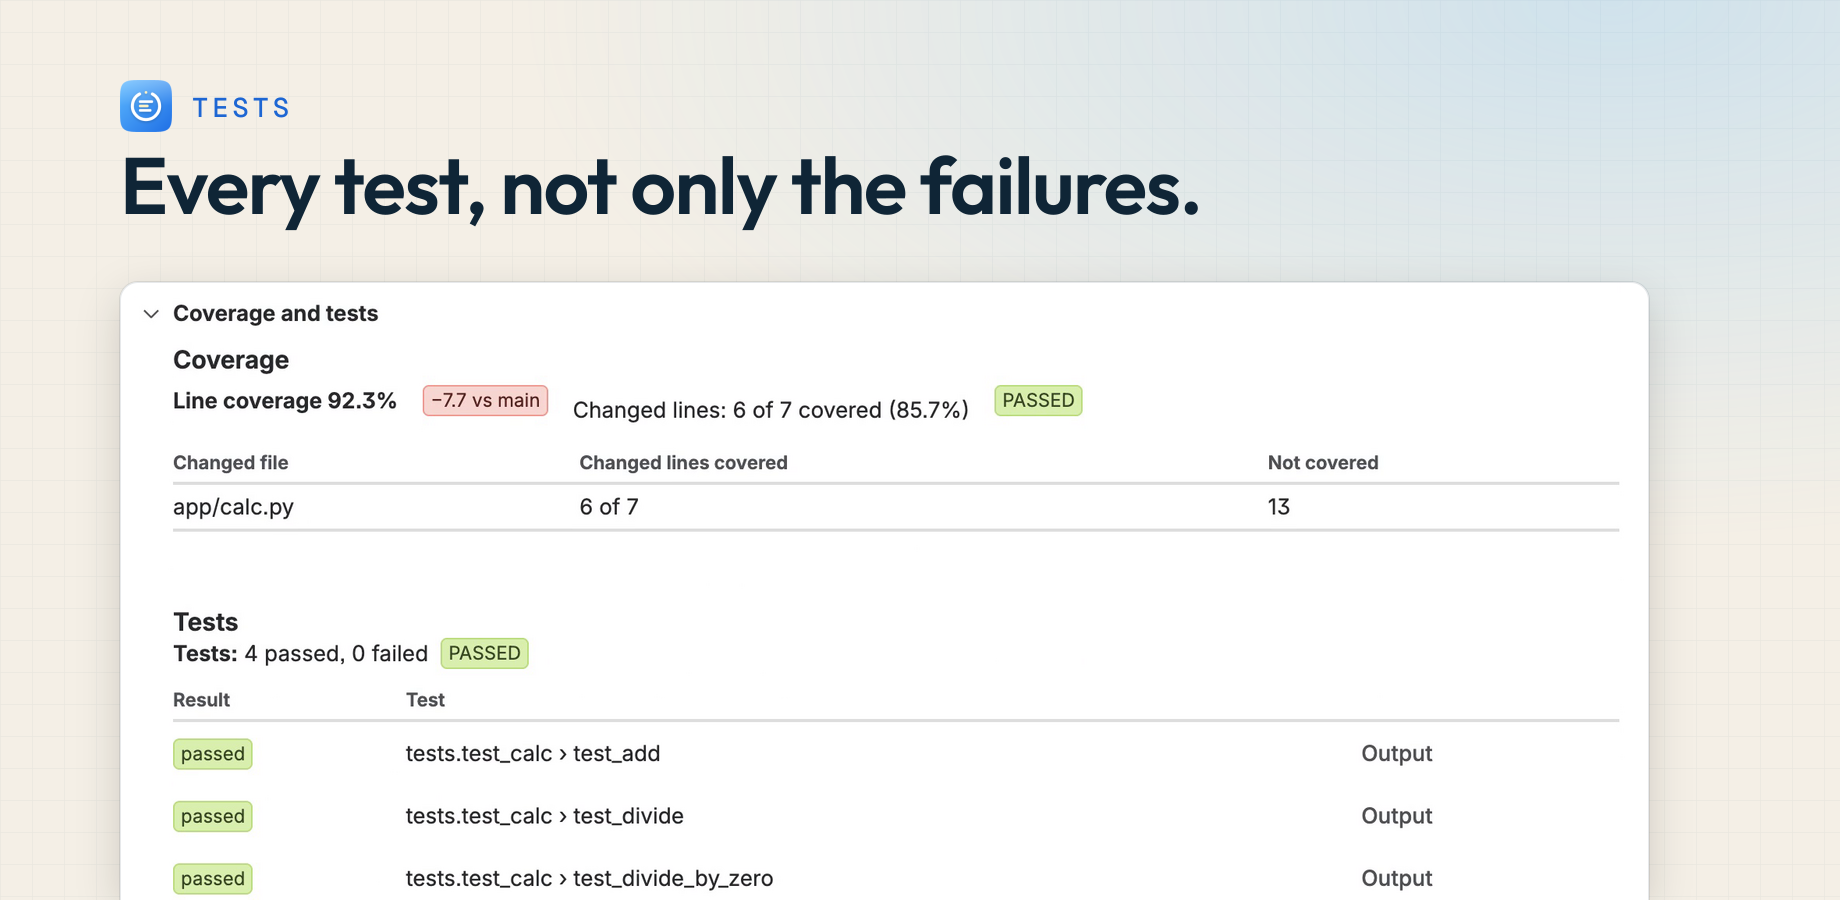 TESTS
Every test, not only the failures.
Coverage and tests
Coverage
Line coverage 92.3% −7.7 vs main Changed lines: 6 of 7 covered (85.7%) PASSED
Changed file Changed lines covered Not covered
app/calc.py 6 of 7 13
Tests
Tests: 4 passed, 0 failed PASSED
Result Test
passed tests.test_calc › test_add Output
passed tests.test_calc › test_divide Output
passed tests.test_calc › test_divide_by_zero Output